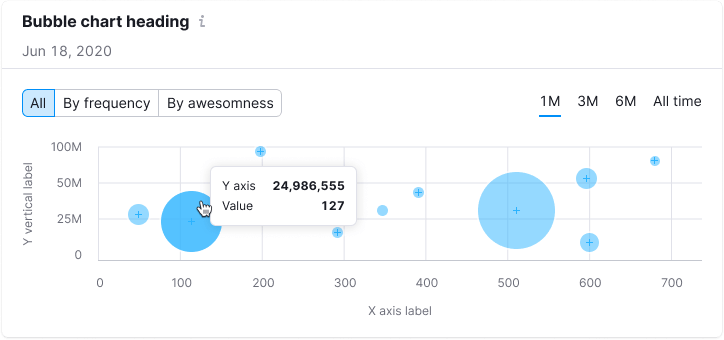 Bubble chart heading i
Jun 18, 2020
All By frequency By awesomness 1M 3M 6M All time
Y vertical label
100M
50M
25M
0
Y axis 24,986,555
Value 127
0 100 200 300 400 500 600 700
X axis label